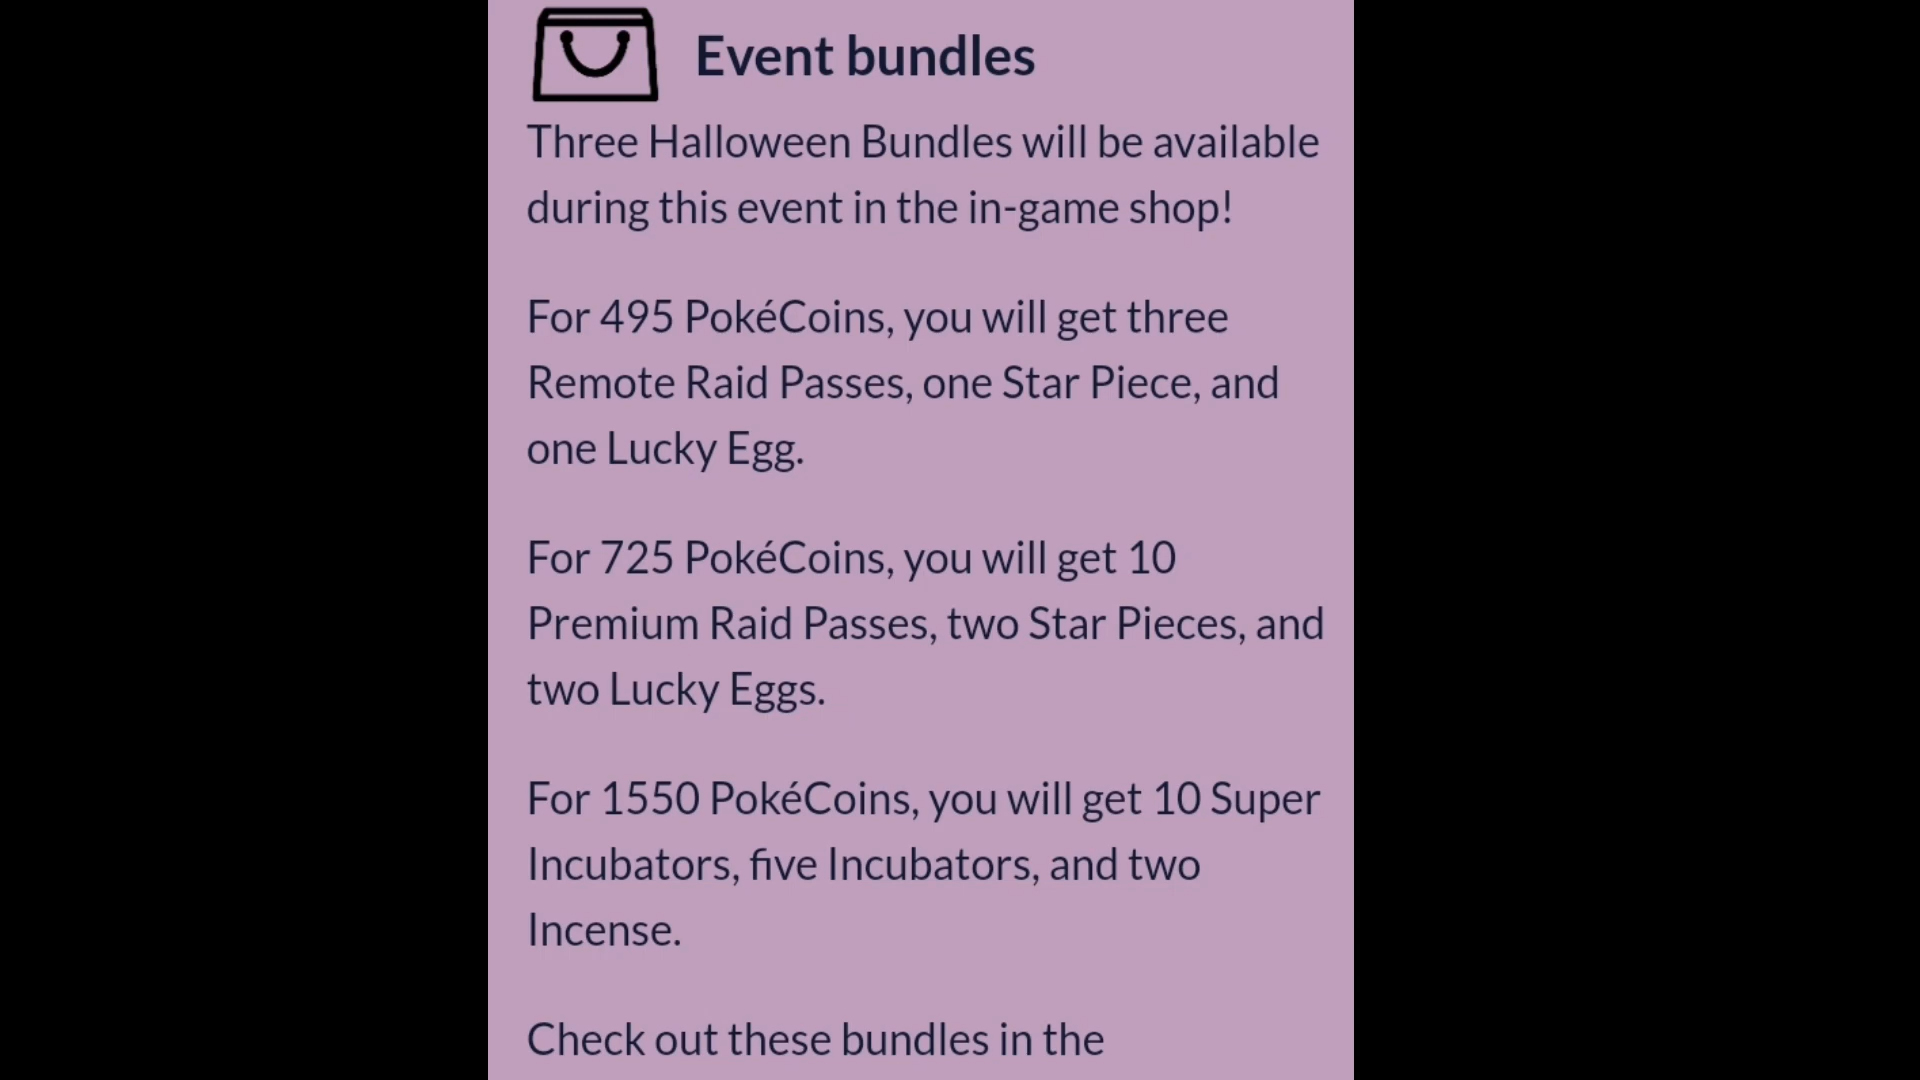 Event bundles
Three Halloween Bundles will be available
during this event in the in-game shop!
For 495 PokéCoins, you will get three
Remote Raid Passes, one Star Piece, and
one Lucky Egg.
For 725 PokéCoins, you will get 10
Premium Raid Passes, two Star Pieces, and
two Lucky Eggs.
For 1550 PokéCoins, you will get 10 Super
Incubators, five Incubators, and two
Incense.
Check out these bundles in the